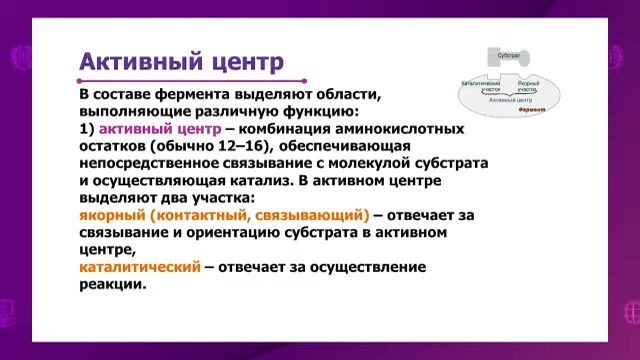 Активный центр
В составе фермента выделяют области,
выполняющие различную функцию:
1) активный центр – комбинация аминокислотных
остатков (обычно 12–16), обеспечивающая
непосредственное связывание с молекулой субстрата
и осуществляющая катализ. В активном центре
выделяют два участка:
якорный (контактный, связывающий) – отвечает за
связывание и ориентацию субстрата в активном
центре,
каталитический – отвечает за осуществление
реакции.
Субстрат
Каталитический Якорный
участок участок
Активный центр
Фермент